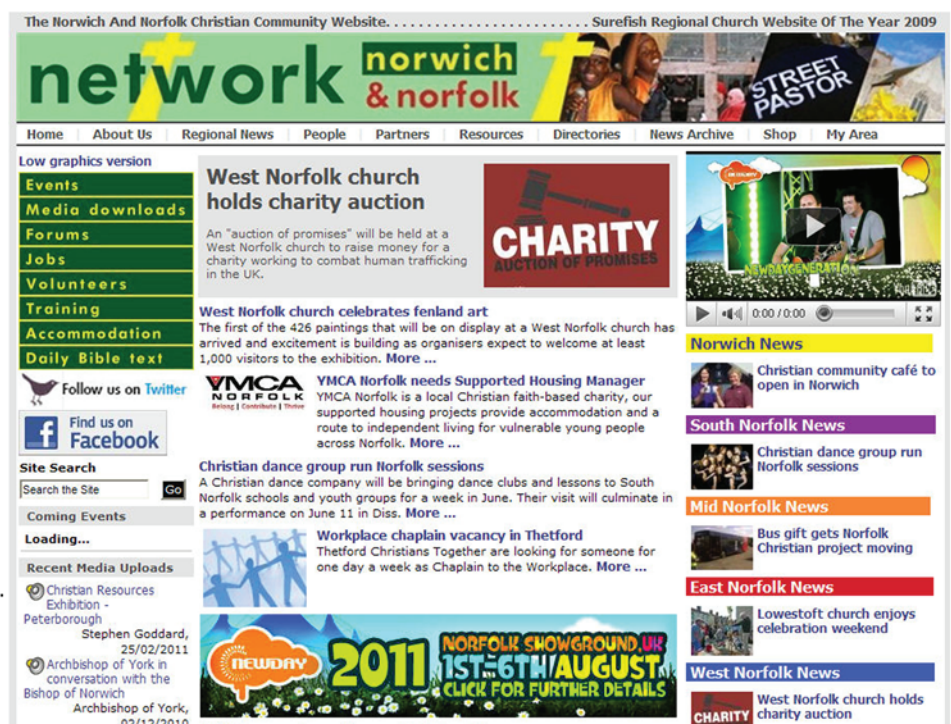 The Norwich And Norfolk Christian Community Website. . . . . . . . . . . . . . . . . . . . . . . . . Surefish Regional Church Website Of The Year 2009
network
norwich
& norfolk
STREET
PASTOR
Home
About Us
Regional News
People
Partners
Resources
Directories
News Archive
Shop
My Area
Low graphics version
Events
Media downloads
Forums
Jobs
Volunteers
Training
Accommodation
Daily Bible text
Follow us on Twitter
Find us on
Facebook
Site Search
Search the Site
Go
Coming Events
Loading...
Recent Media Uploads
Christian Resources
Exhibition -
Peterborough
Stephen Goddard,
25/02/2011
Archbishop of York in
conversation with the
Bishop of Norwich
Archbishop of York,
02/12/2010
West Norfolk church
holds charity auction
An "auction of promises" will be held at a
West Norfolk church to raise money for a
charity working to combat human trafficking
in the UK.
CHARITY
AUCTION OF PROMISES
West Norfolk church celebrates fenland art
The first of the 426 paintings that will be on display at a West Norfolk church has
arrived and excitement is building as organisers expect to welcome at least
1,000 visitors to the exhibition. More ...
YMCA
NORFOLK
Belong | Contribute | Thrive
YMCA Norfolk needs Supported Housing Manager
YMCA Norfolk is a local Christian faith-based charity, our
supported housing projects provide accommodation and a
route to independent living for vulnerable young people
across Norfolk. More ...
Christian dance group run Norfolk sessions
A Christian dance company will be bringing dance clubs and lessons to South
Norfolk schools and youth groups for a week in June. Their visit will culminate in
a performance on June 11 in Diss. More ...
Workplace chaplain vacancy in Thetford
Thetford Christians Together are looking for someone for
one day a week as Chaplain to the Workplace. More ...
NEWDAY
2011
NORFOLK SHOWGROUND,UK
1ST-6TH/AUGUST
CLICK FOR FURTHER DETAILS
NEWDAYGENERATION
0:00 / 0:00
Norwich News
Christian community café to
open in Norwich
South Norfolk News
Christian dance group run
Norfolk sessions
Mid Norfolk News
Bus gift gets Norfolk
Christian project moving
East Norfolk News
Lowestoft church enjoys
celebration weekend
West Norfolk News
CHARITY
West Norfolk church holds
charity auction